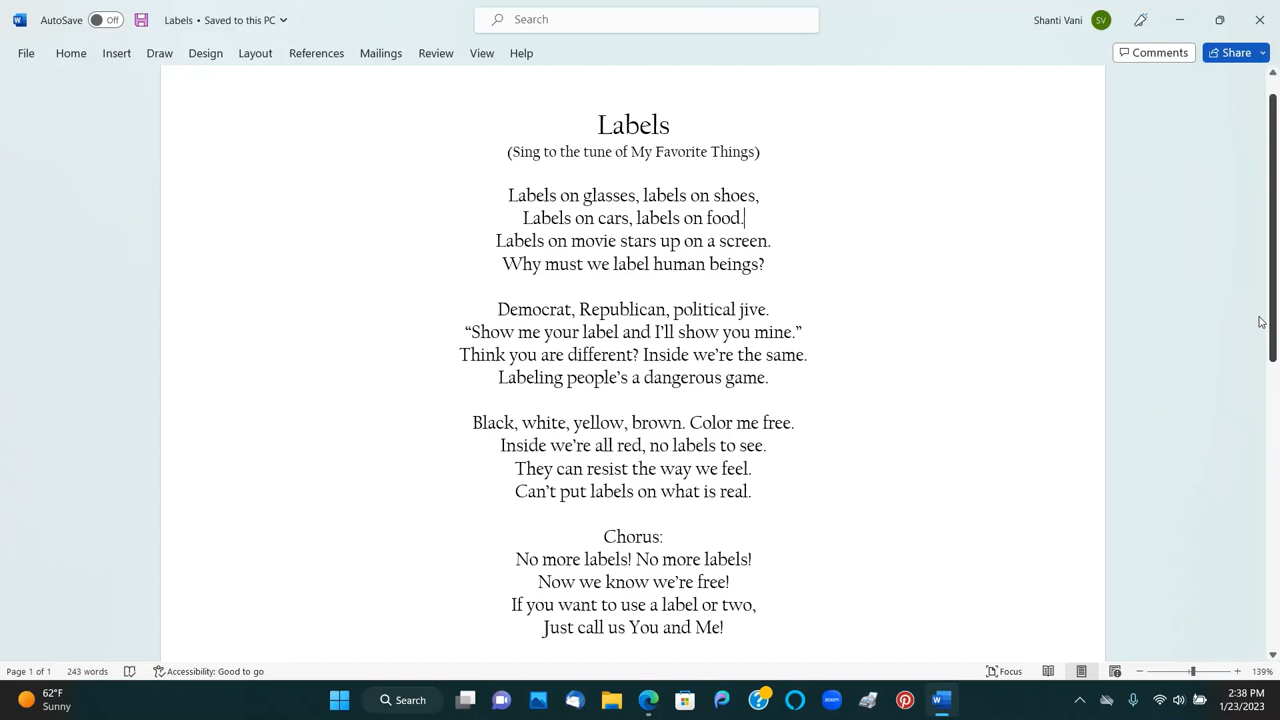 AutoSave Off Labels • Saved to this PC Search Shanti Vani SV
File Home Insert Draw Design Layout References Mailings Review View Help Comments Share
Labels
(Sing to the tune of My Favorite Things)
Labels on glasses, labels on shoes,
Labels on cars, labels on food.
Labels on movie stars up on a screen.
Why must we label human beings?
Democrat, Republican, political jive.
“Show me your label and I’ll show you mine.”
Think you are different? Inside we’re the same.
Labeling people’s a dangerous game.
Black, white, yellow, brown. Color me free.
Inside we’re all red, no labels to see.
They can resist the way we feel.
Can’t put labels on what is real.
Chorus:
No more labels! No more labels!
Now we know we’re free!
If you want to use a label or two,
Just call us You and Me!
Page 1 of 1 243 words Accessibility: Good to go Focus 139%
62°F
Sunny
Search
zoom
2:38 PM
1/23/2023